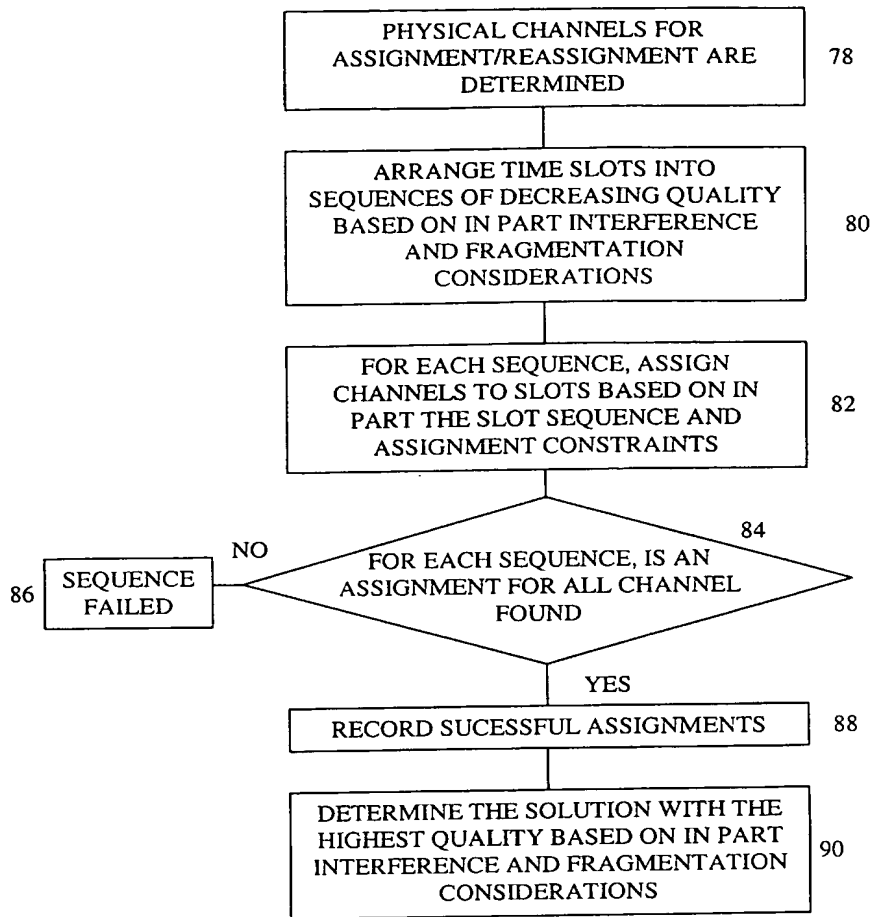 PHYSICAL CHANNELS FOR
ASSIGNMENT/REASSIGNMENT ARE
DETERMINED
78
ARRANGE TIME SLOTS INTO
SEQUENCES OF DECREASING QUALITY
BASED ON IN PART INTERFERENCE
AND FRAGMENTATION
CONSIDERATIONS
80
FOR EACH SEQUENCE, ASSIGN
CHANNELS TO SLOTS BASED ON IN
PART THE SLOT SEQUENCE AND
ASSIGNMENT CONSTRAINTS
82
84
FOR EACH SEQUENCE, IS AN
ASSIGNMENT FOR ALL CHANNEL
FOUND
NO
86
SEQUENCE
FAILED
YES
RECORD SUCESSFUL ASSIGNMENTS
88
DETERMINE THE SOLUTION WITH THE
HIGHEST QUALITY BASED ON IN PART
INTERFERENCE AND FRAGMENTATION
CONSIDERATIONS
90